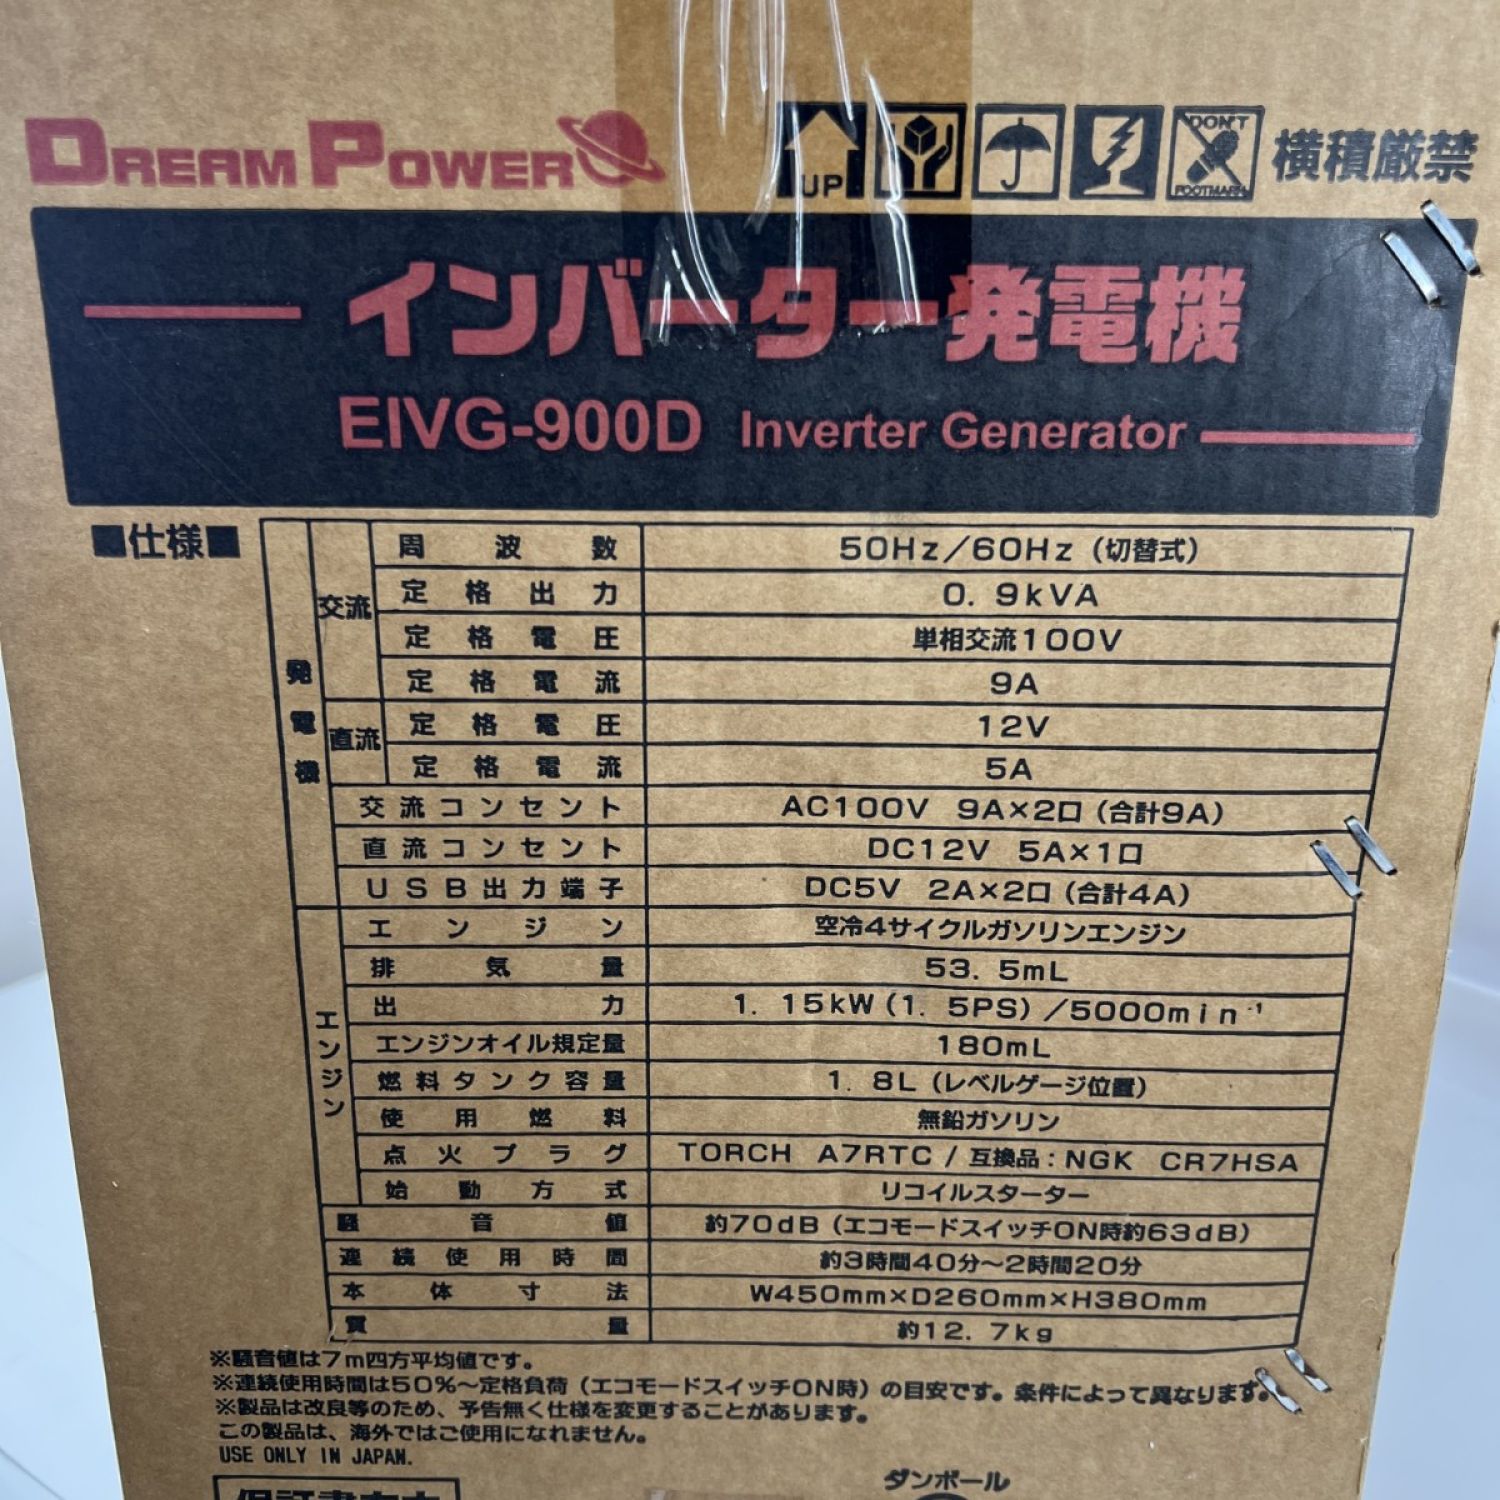 DREAM POWER
UP
DON'T
FOOTMARK
横積厳禁
インバーター発電機
EIVG-900D Inverter Generator
■仕様■
発電機
交流
周波数 50Hz/60Hz（切替式）
定格出力 0.9kVA
定格電圧 単相交流100V
定格電流 9A
直流
定格電圧 12V
定格電流 5A
交流コンセント AC100V 9A×2口（合計9A）
直流コンセント DC12V 5A×1口
USB出力端子 DC5V 2A×2口（合計4A）
エンジン
エンジン 空冷4サイクルガソリンエンジン
排気量 53.5mL
出力 1.15kW（1.5PS）/5000min⁻¹
エンジンオイル規定量 180mL
燃料タンク容量 1.8L（レベルゲージ位置）
使用燃料 無鉛ガソリン
点火プラグ TORCH A7RTC / 互換品：NGK CR7HSA
始動方式 リコイルスターター
騒音値 約70dB（エコモードスイッチON時約63dB）
連続使用時間 約3時間40分～2時間20分
本体寸法 W450mm×D260mm×H380mm
質量 約12.7kg
※騒音値は7m四方平均値です。
※連続使用時間は50%～定格負荷（エコモードスイッチON時）の目安です。条件によって異なります。
※製品は改良等のため、予告無く仕様を変更することがあります。
この製品は、海外ではご使用になれません。
USE ONLY IN JAPAN.
ダンボール